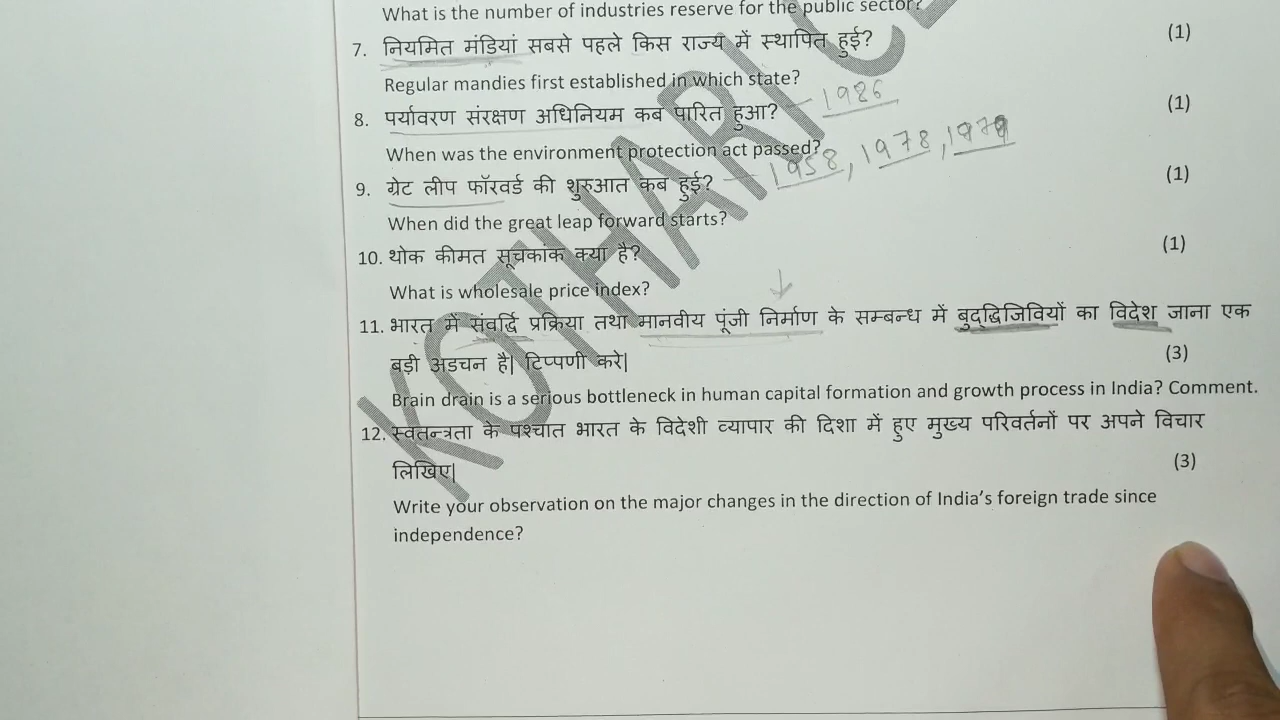 What is the number of industries reserve for the public sector?
7. नियमित मंडियां सबसे पहले किस राज्य में स्थापित हुई? (1)
Regular mandies first established in which state?
8. पर्यावरण संरक्षण अधिनियम कब पारित हुआ? — 1986 (1)
When was the environment protection act passed?
9. ग्रेट लीप फॉरवर्ड की शुरुआत कब हुई? — 1958, 1978, 1979 (1)
When did the great leap forward starts?
10. थोक कीमत सूचकांक क्या है? (1)
What is wholesale price index?
11. भारत में संवर्द्धि प्रक्रिया तथा मानवीय पूंजी निर्माण के सम्बन्ध में बुद्धिजिवियों का विदेश जाना एक
बड़ी अडचन है| टिप्पणी करे| (3)
Brain drain is a serious bottleneck in human capital formation and growth process in India? Comment.
12. स्वतन्त्रता के पश्चात भारत के विदेशी व्यापार की दिशा में हुए मुख्य परिवर्तनों पर अपने विचार
लिखिए| (3)
Write your observation on the major changes in the direction of India’s foreign trade since
independence?
KOTHARI C